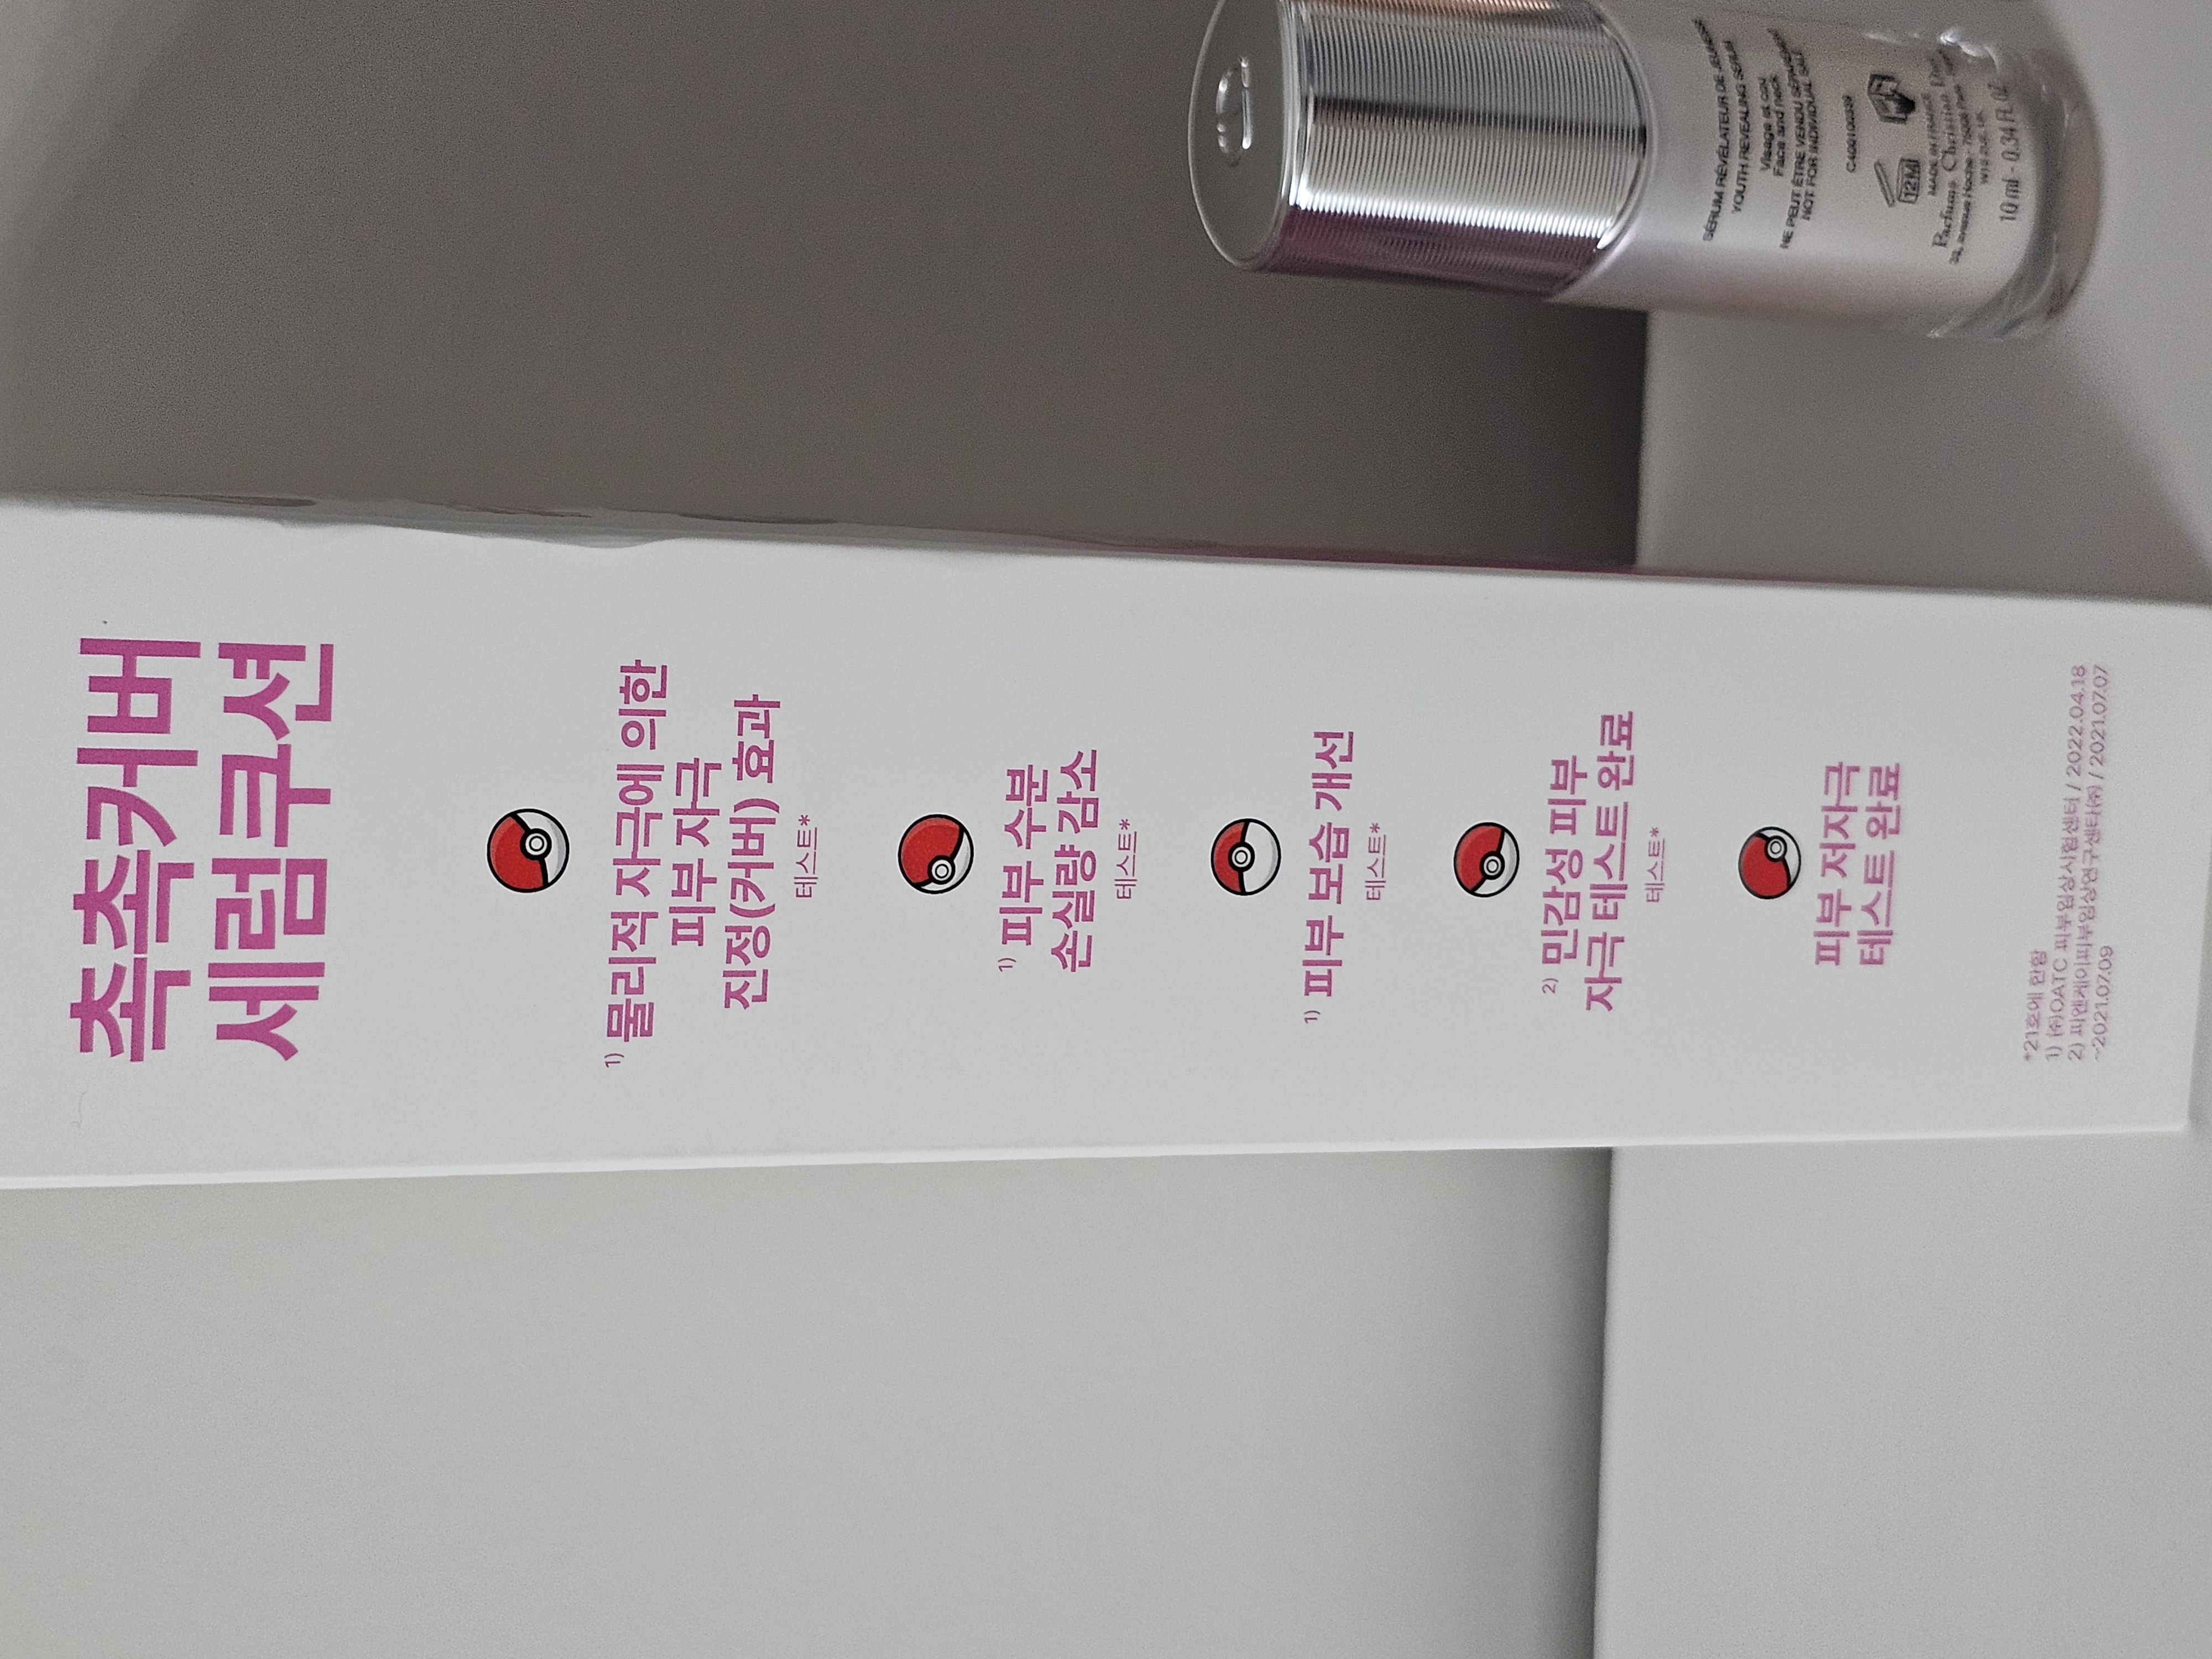 촉촉커버
세럼쿠션
1) 물리적 자극에 의한
피부 자극
진정(커버) 효과
테스트*
1) 피부 수분
손실량 감소
테스트*
1) 피부 보습 개선
테스트*
2) 민감성 피부
자극 테스트 완료
테스트*
피부 저자극
테스트 완료
*21호에 한함
1) ㈜OATC 피부임상시험센터 / 2022.04.18
2) 피엔케이피부임상연구센타㈜ / 2021.07.07
~2021.07.09
SÉRUM RÉVÉLATEUR DE JEUNESSE
YOUTH REVEALING SERUM
Visage et cou
Face and neck
NE PEUT ÊTRE VENDU SÉPARÉMENT
NOT FOR INDIVIDUAL SALE
12M
MADE IN FRANCE
Parfums Christian Dior
10 ml - 0.34 FL.OZ